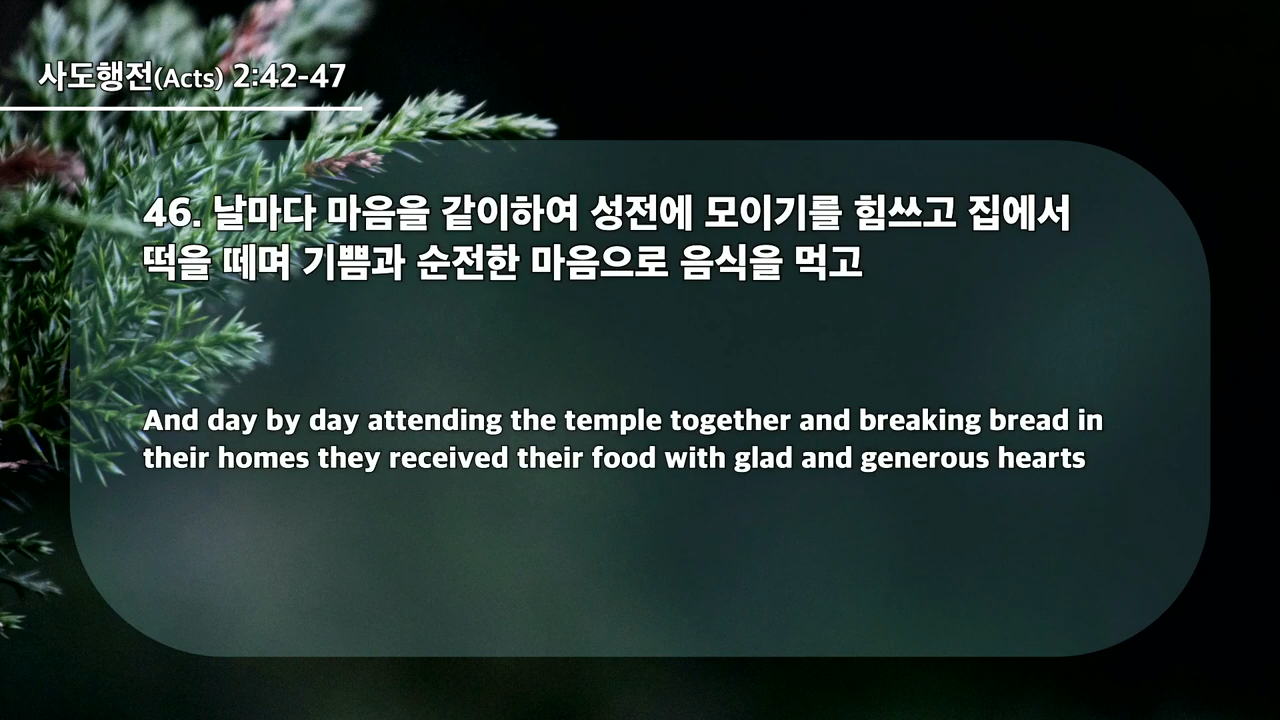 사도행전(Acts) 2:42-47
46. 날마다 마음을 같이하여 성전에 모이기를 힘쓰고 집에서
떡을 떼며 기쁨과 순전한 마음으로 음식을 먹고
And day by day attending the temple together and breaking bread in
their homes they received their food with glad and generous hearts